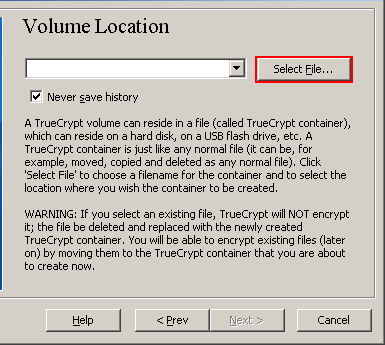 Volume Location
Select File...
Never save history
A TrueCrypt volume can reside in a file (called TrueCrypt container),
which can reside on a hard disk, on a USB flash drive, etc. A
TrueCrypt container is just like any normal file (it can be, for
example, moved, copied and deleted as any normal file). Click
'Select File' to choose a filename for the container and to select the
location where you wish the container to be created.
WARNING: If you select an existing file, TrueCrypt will NOT encrypt
it; the file be deleted and replaced with the newly created
TrueCrypt container. You will be able to encrypt existing files (later
on) by moving them to the TrueCrypt container that you are about
to create now.
Help
< Prev
Next >
Cancel